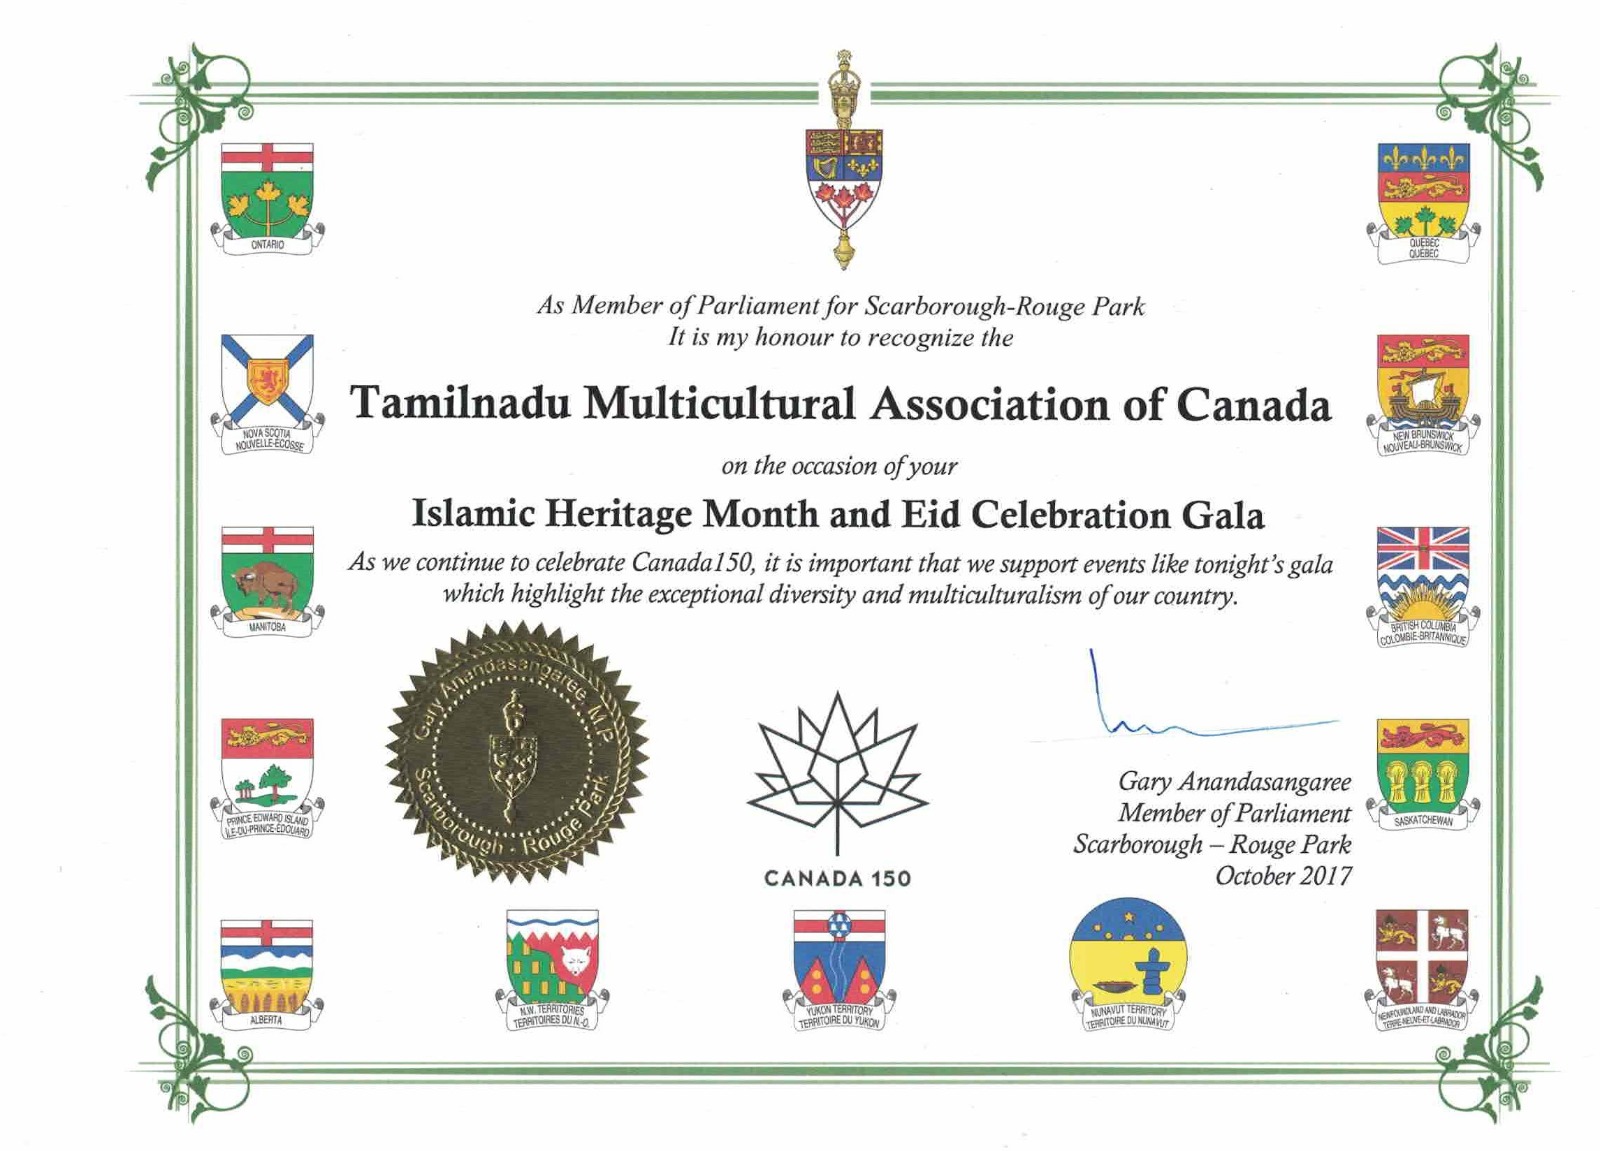 As Member of Parliament for Scarborough-Rouge Park
It is my honour to recognize the
Tamilnadu Multicultural Association of Canada
on the occasion of your
Islamic Heritage Month and Eid Celebration Gala
As we continue to celebrate Canada150, it is important that we support events like tonight's gala
which highlight the exceptional diversity and multiculturalism of our country.
Gary Anandasangaree, M.P.
Scarborough · Rouge Park
CANADA 150
Gary Anandasangaree
Member of Parliament
Scarborough – Rouge Park
October 2017
ONTARIO
QUEBEC
QUÉBEC
NOVA SCOTIA
NOUVELLE-ÉCOSSE
NEW BRUNSWICK
NOUVEAU-BRUNSWICK
MANITOBA
BRITISH COLUMBIA
COLOMBIE-BRITANNIQUE
PRINCE EDWARD ISLAND
ÎLE-DU-PRINCE-ÉDOUARD
SASKATCHEWAN
ALBERTA
N.W. TERRITORIES
TERRITOIRES DU N.-O.
YUKON TERRITORY
TERRITOIRE DU YUKON
NUNAVUT TERRITORY
TERRITOIRE DU NUNAVUT
NEWFOUNDLAND AND LABRADOR
TERRE-NEUVE-ET-LABRADOR